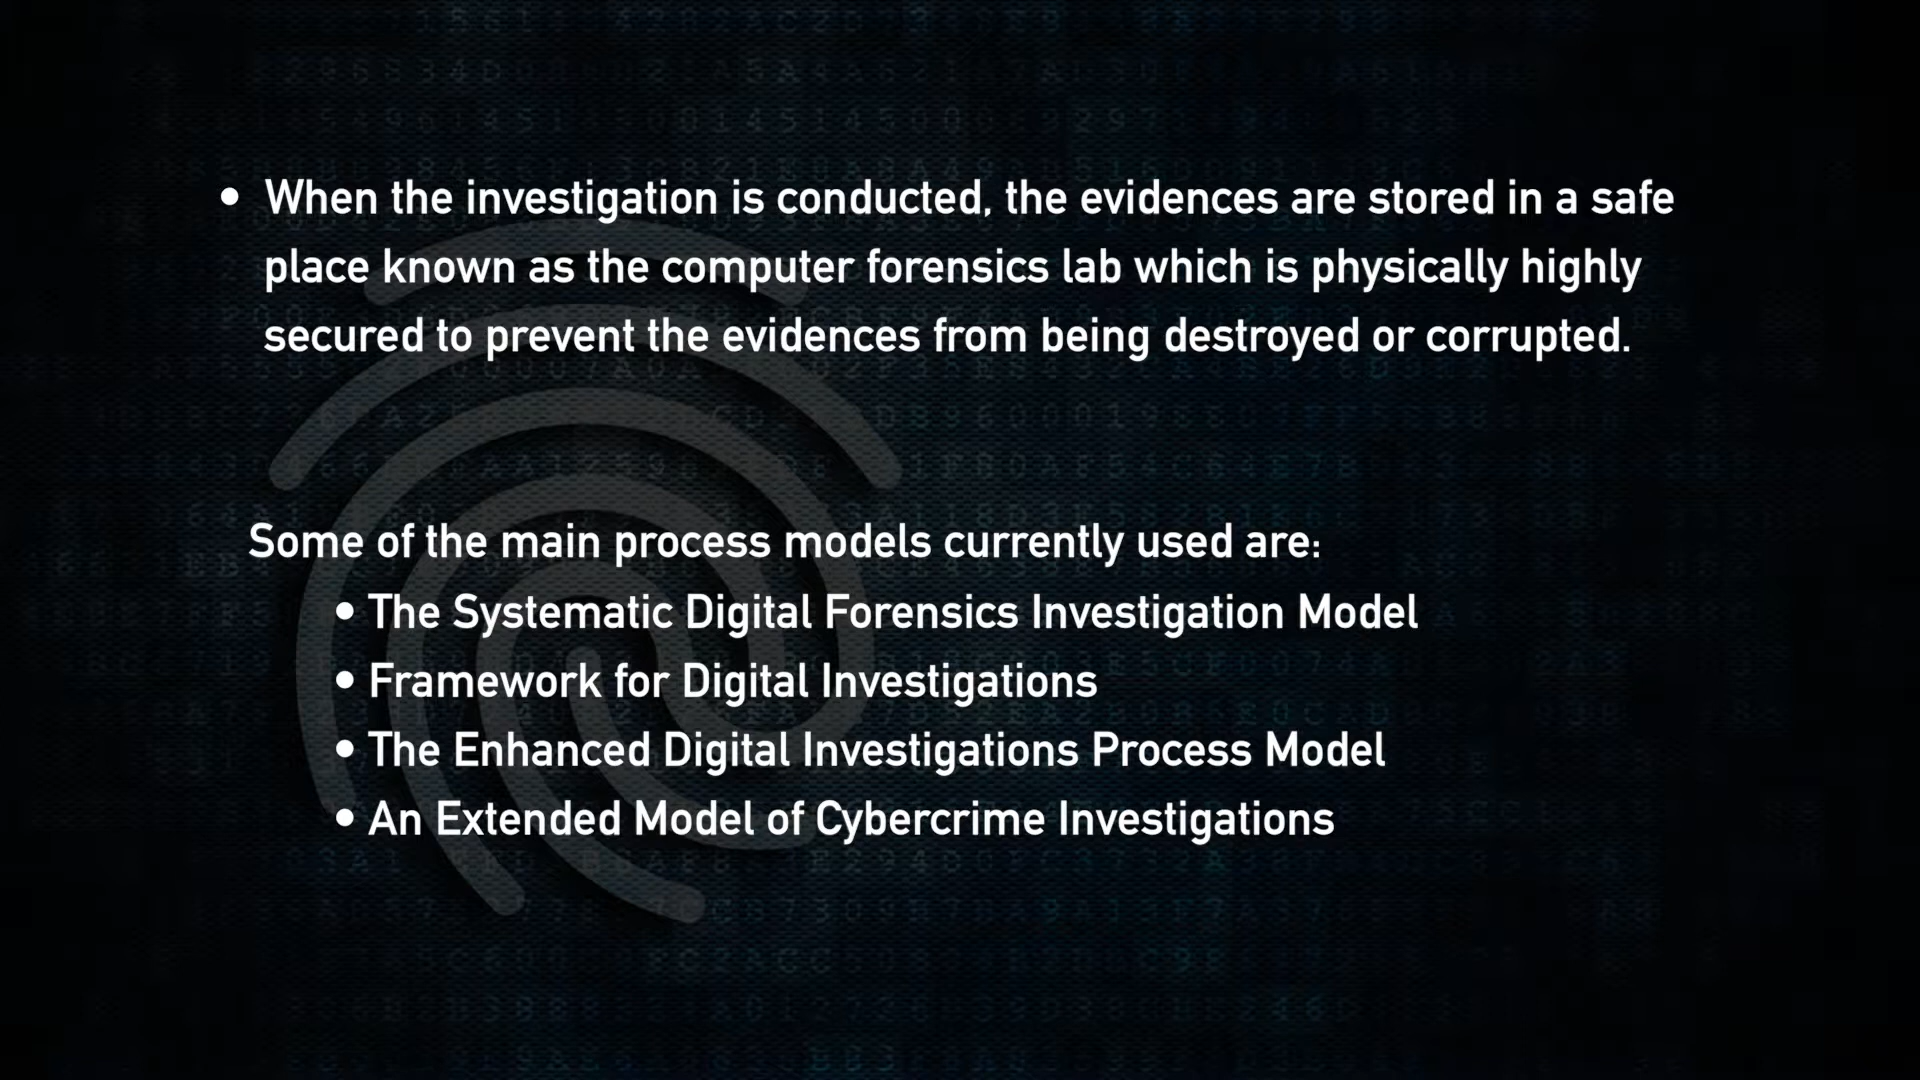 • When the investigation is conducted, the evidences are stored in a safe
place known as the computer forensics lab which is physically highly
secured to prevent the evidences from being destroyed or corrupted.
Some of the main process models currently used are:
• The Systematic Digital Forensics Investigation Model
• Framework for Digital Investigations
• The Enhanced Digital Investigations Process Model
• An Extended Model of Cybercrime Investigations